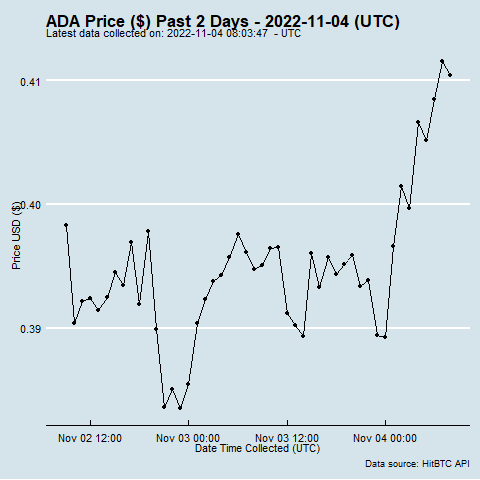 ADA Price ($) Past 2 Days - 2022-11-04 (UTC)
Latest data collected on: 2022-11-04 08:03:47 - UTC
0.41
0.40
0.39
Price USD ($)
Nov 02 12:00 Nov 03 00:00 Nov 03 12:00 Nov 04 00:00
Date Time Collected (UTC)
Data source: HitBTC API